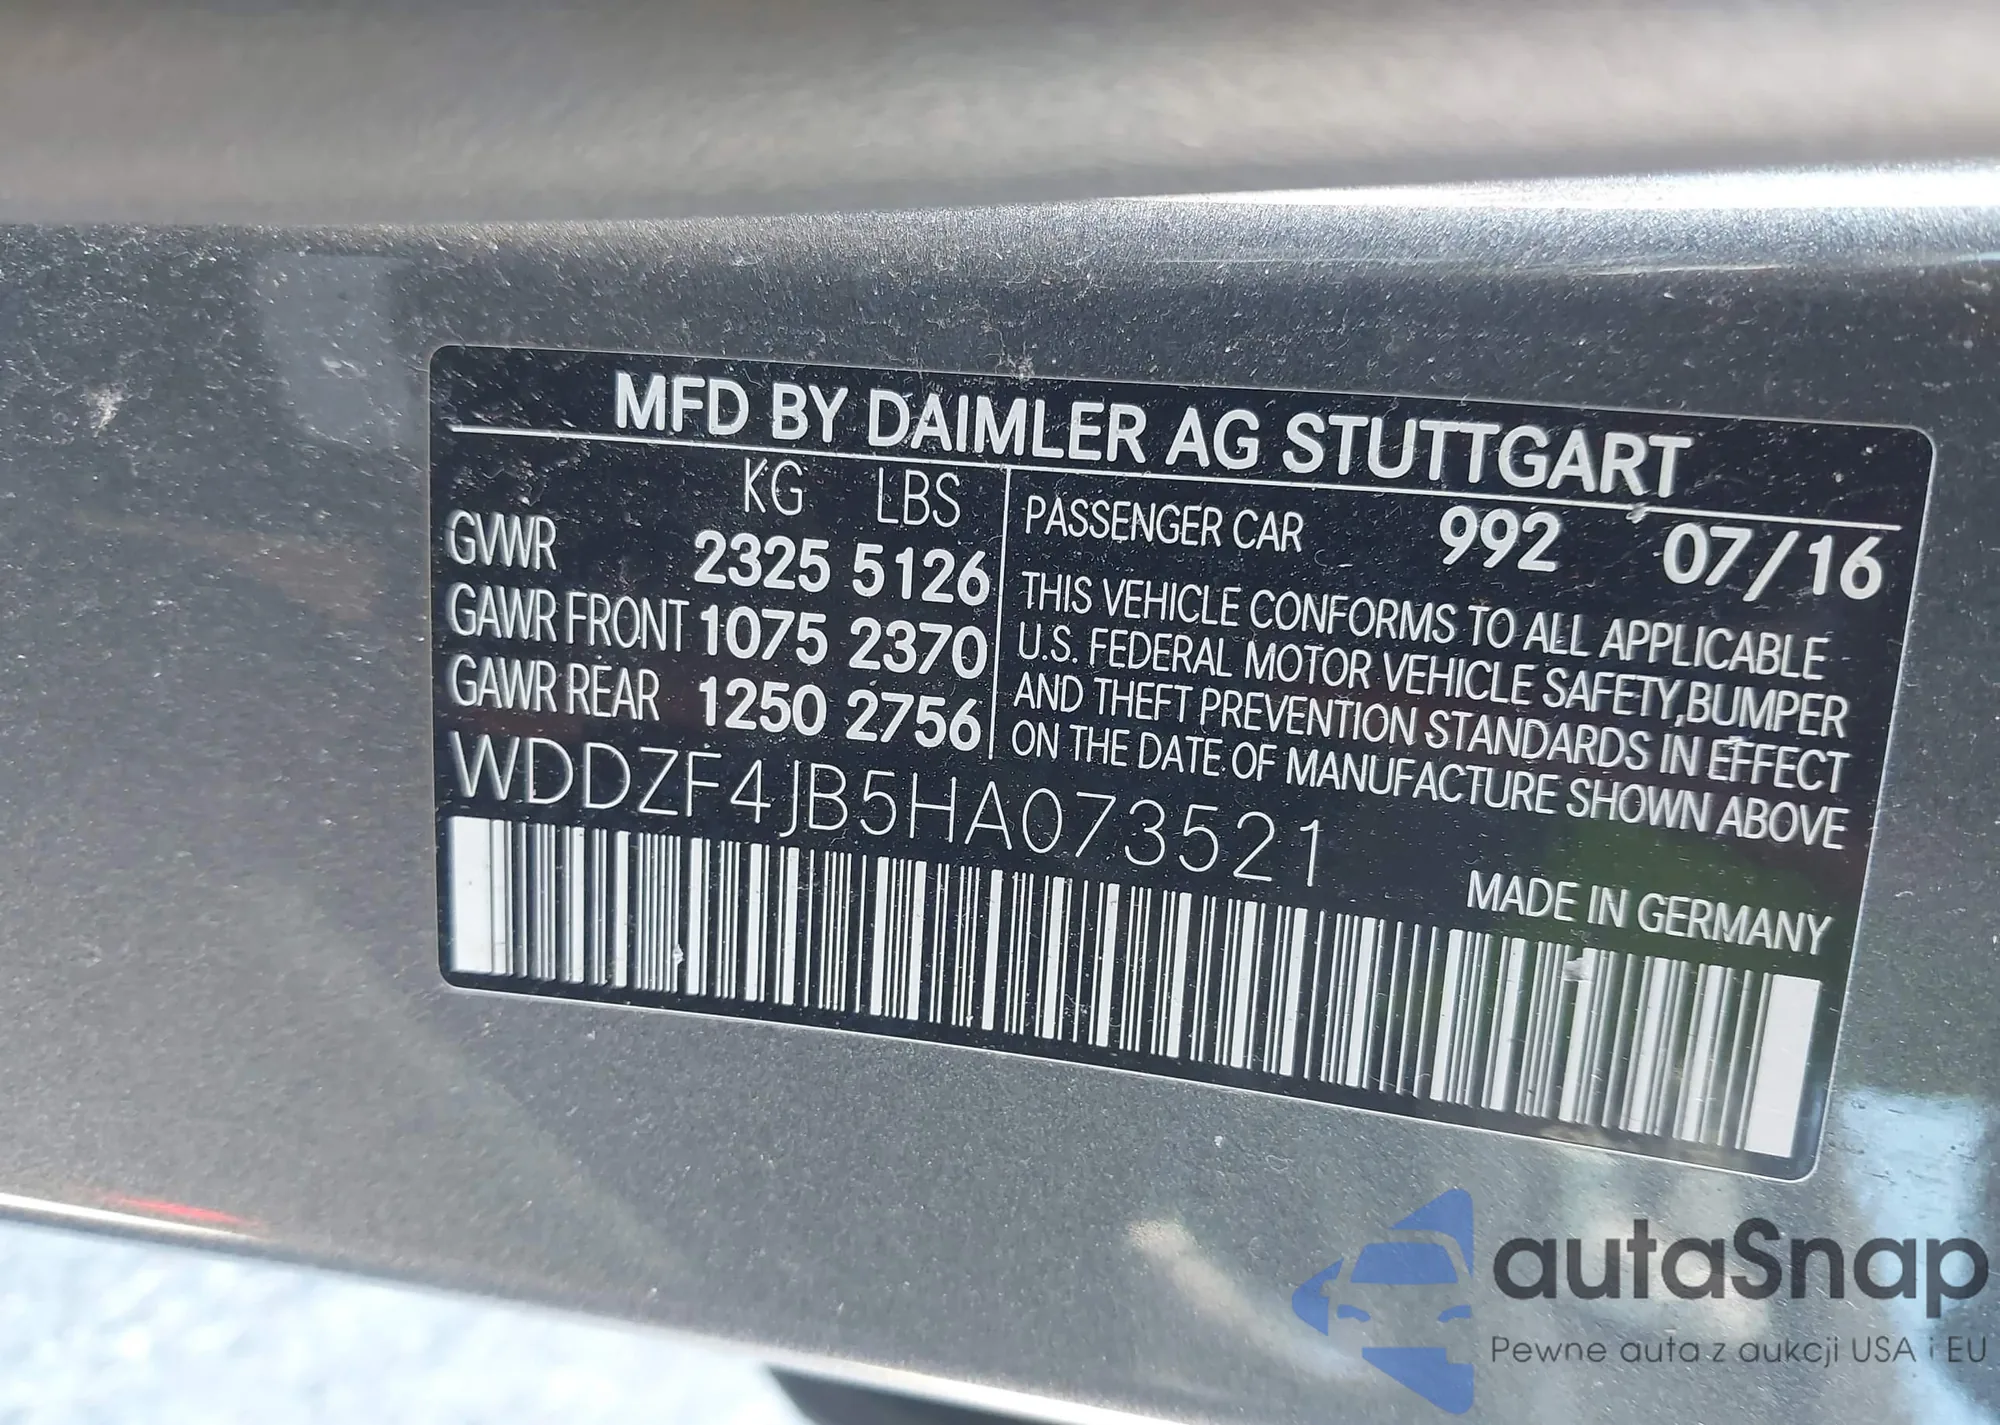 MFD BY DAIMLER AG STUTTGART
KG LBS
GVWR 2325 5126
GAWR FRONT 1075 2370
GAWR REAR 1250 2756
PASSENGER CAR 992 07/16
THIS VEHICLE CONFORMS TO ALL APPLICABLE
U.S. FEDERAL MOTOR VEHICLE SAFETY, BUMPER
AND THEFT PREVENTION STANDARDS IN EFFECT
ON THE DATE OF MANUFACTURE SHOWN ABOVE
WDDZF4JB5HA073521
MADE IN GERMANY
autaSnap
Pewne auta z aukcji USA i EU